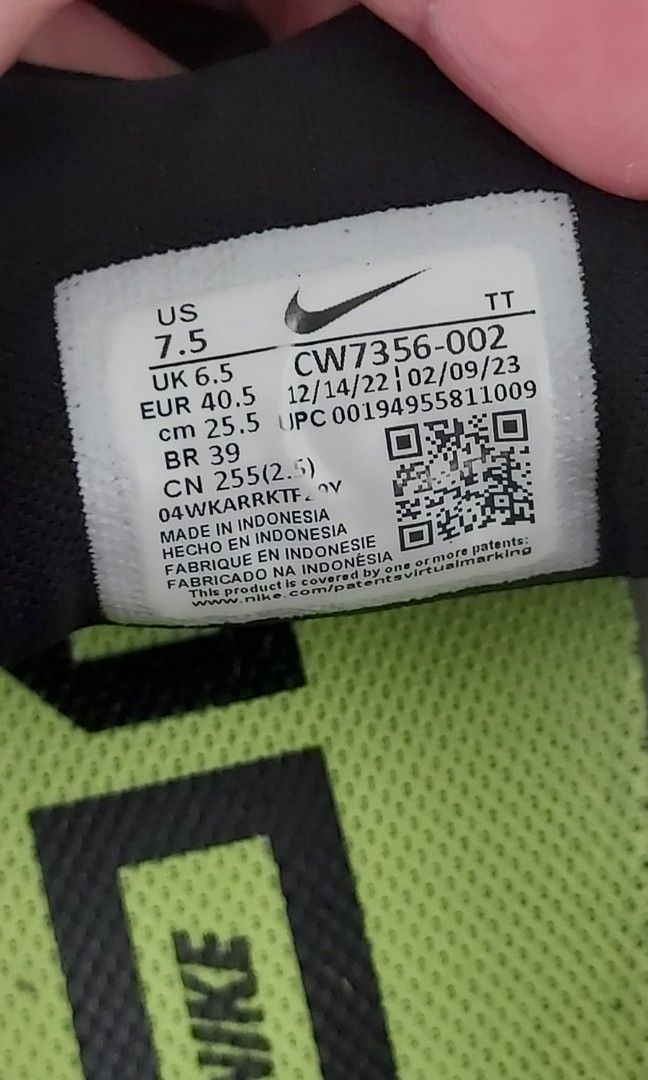 US
7.5
TT
UK 6.5
CW7356-002
EUR 40.5
12/14/22 | 02/09/23
cm 25.5
UPC 00194955811009
BR 39
CN 255(2.5)
MADE IN INDONESIA
HECHO EN INDONESIA
FABRIQUE EN INDONESIE
FABRICADO NA INDONÉSIA
This product is covered by one or more patents:
www.nike.com/patentsvirtualmarking
NIKE